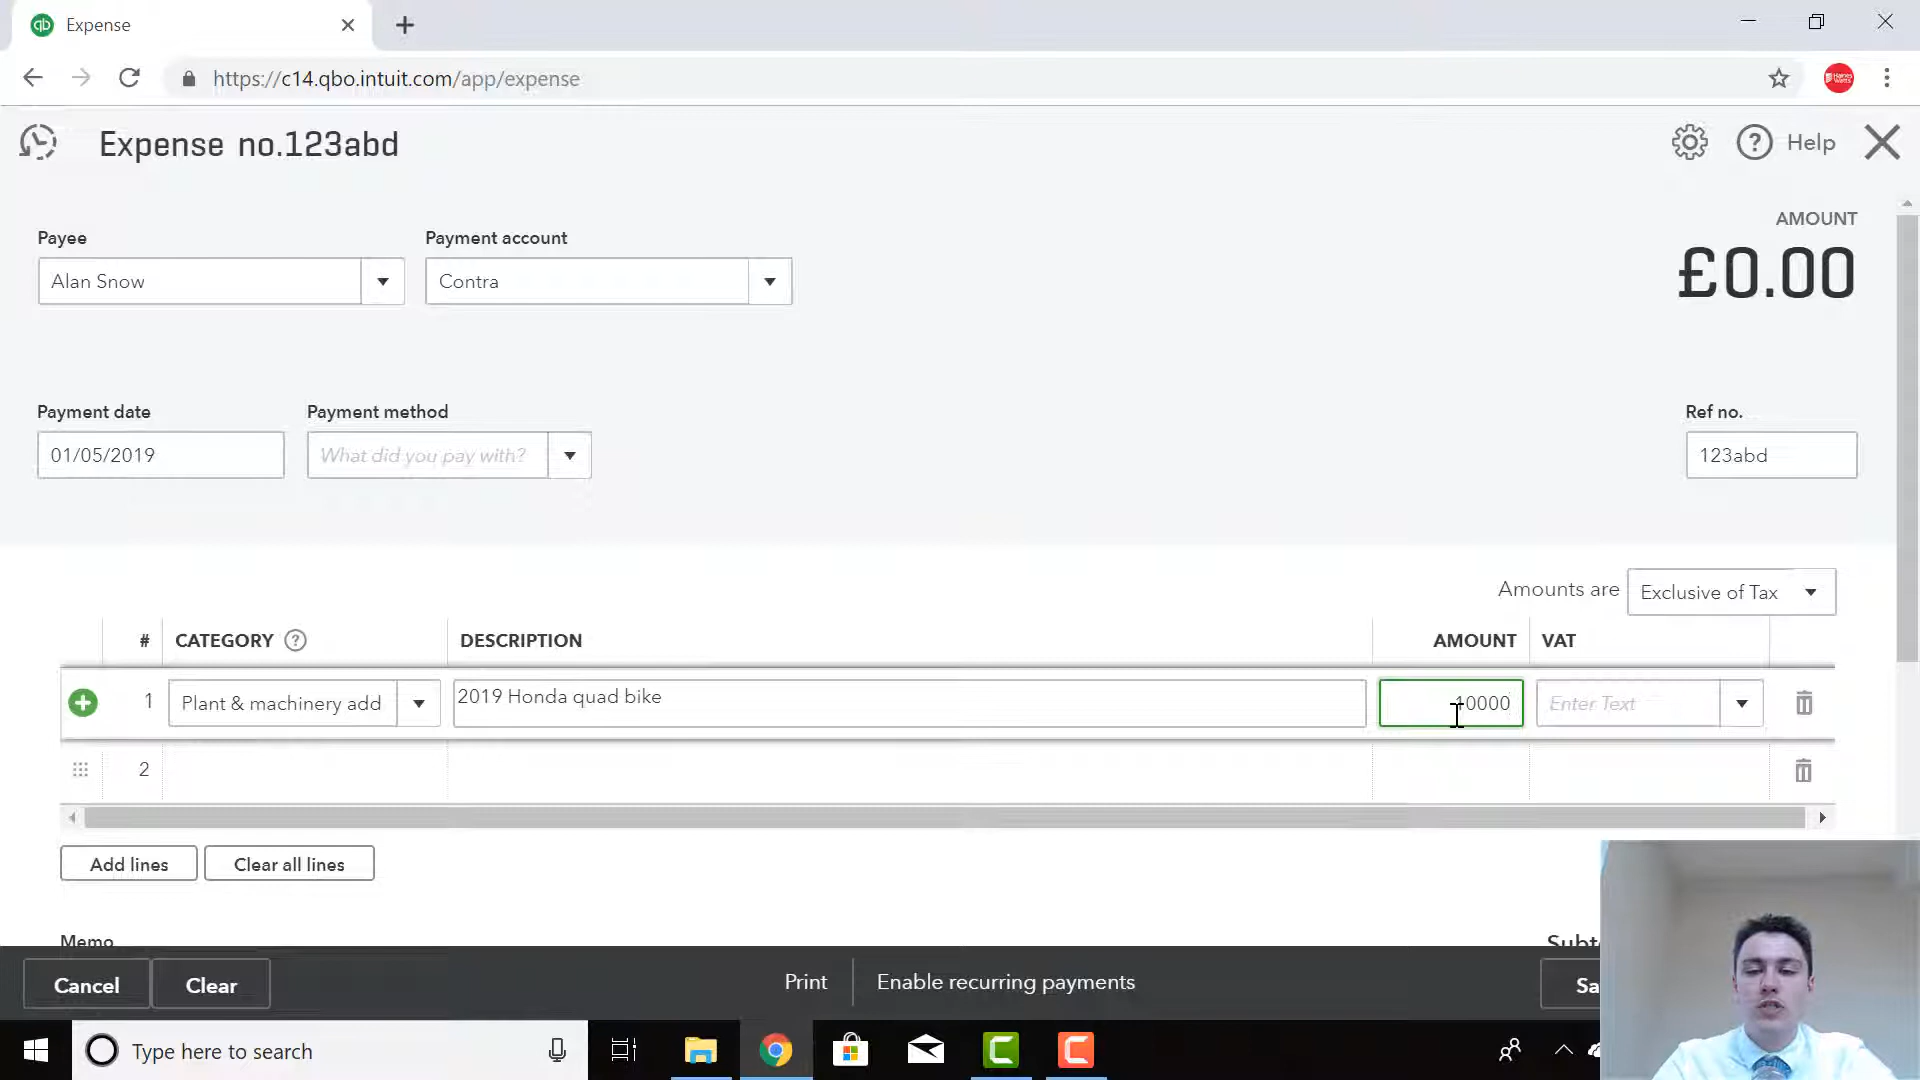 Expense
https://c14.qbo.intuit.com/app/expense
Expense no.123abd
Help
AMOUNT
£0.00
Payee
Payment account
Alan Snow
Contra
Payment date
Payment method
Ref no.
01/05/2019
What did you pay with?
123abd
Amounts are
Exclusive of Tax
# CATEGORY DESCRIPTION AMOUNT VAT
1 Plant & machinery add 2019 Honda quad bike 10000 Enter Text
2
Add lines
Clear all lines
Memo
Cancel
Clear
Print
Enable recurring payments
Type here to search